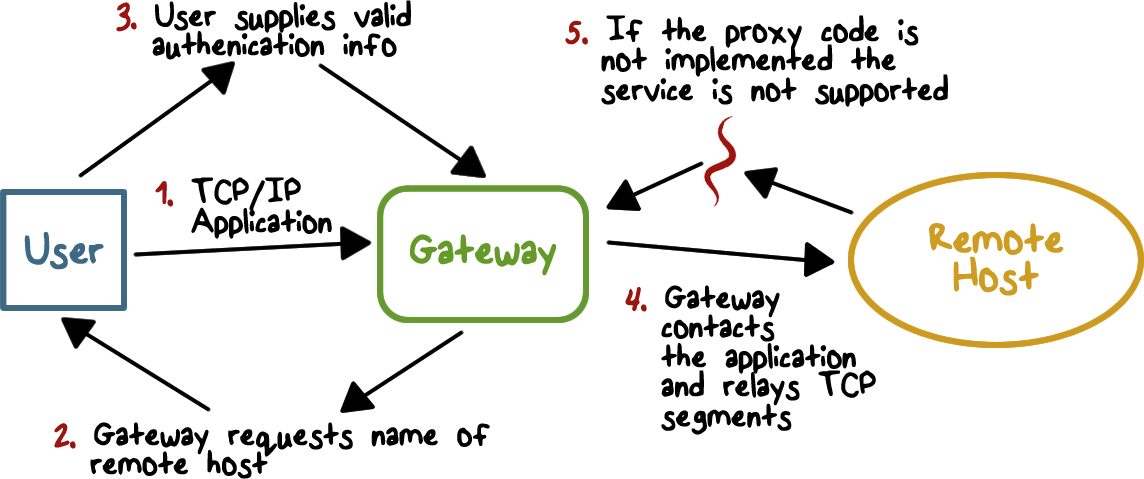 3. User supplies valid
authenication info
5. If the proxy code is
not implemented the
service is not supported
1. TCP/IP
Application
User
Gateway
Remote
Host
4. Gateway
contacts
the application
and relays TCP
segments
2. Gateway requests name of
remote host